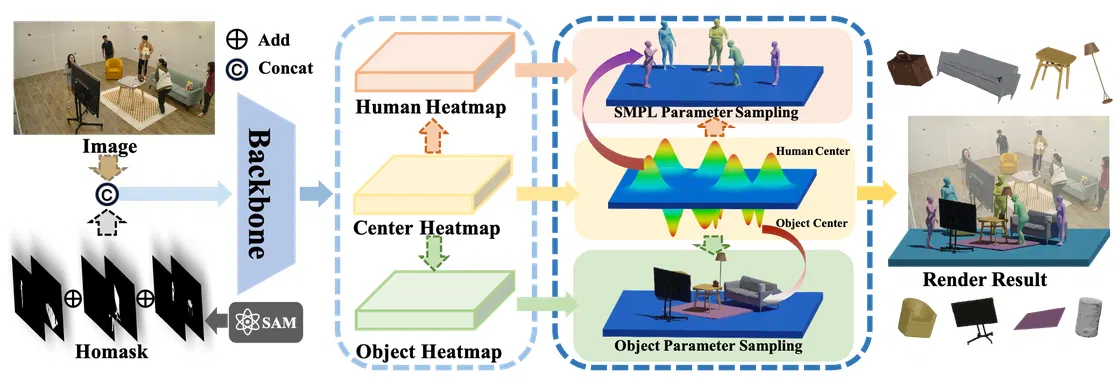 Add
Concat
Image
C
Homask
SAM
Backbone
Human Heatmap
Center Heatmap
Object Heatmap
SMPL Parameter Sampling
Human Center
Object Center
Object Parameter Sampling
Render Result